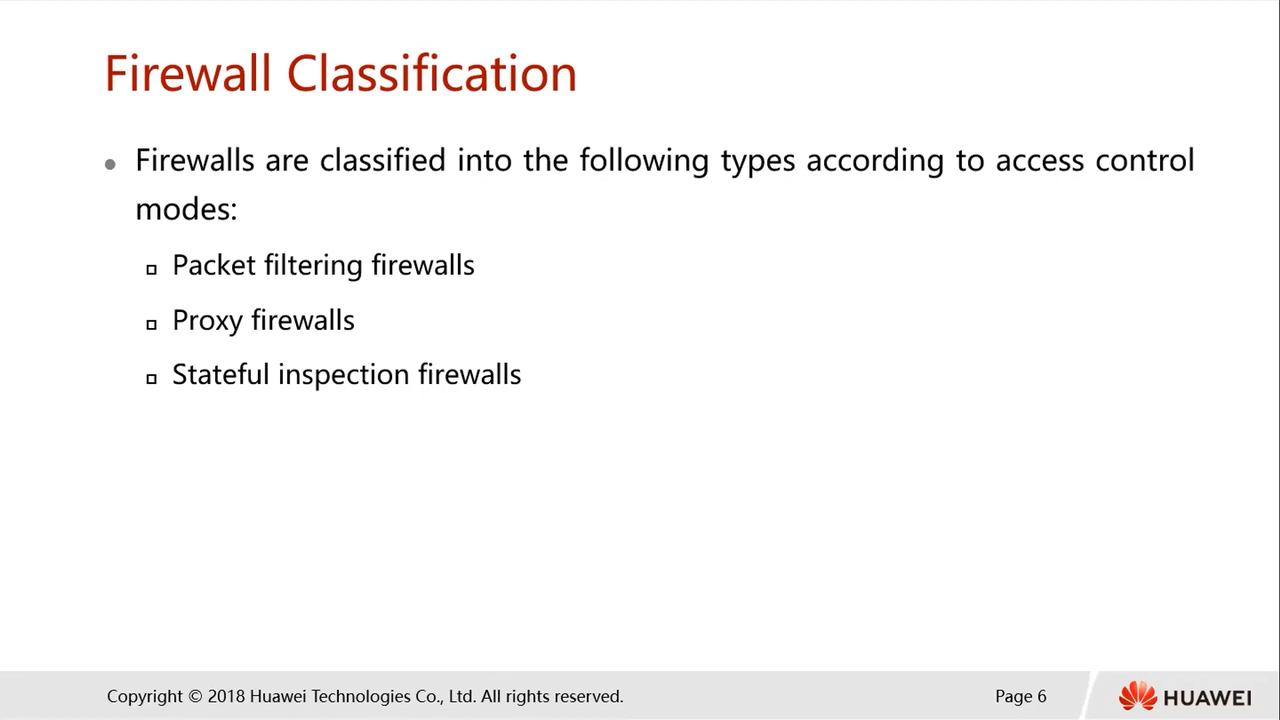 Firewall Classification
Firewalls are classified into the following types according to access control
modes:
Packet filtering firewalls
Proxy firewalls
Stateful inspection firewalls
Copyright © 2018 Huawei Technologies Co., Ltd. All rights reserved.
Page 6
HUAWEI